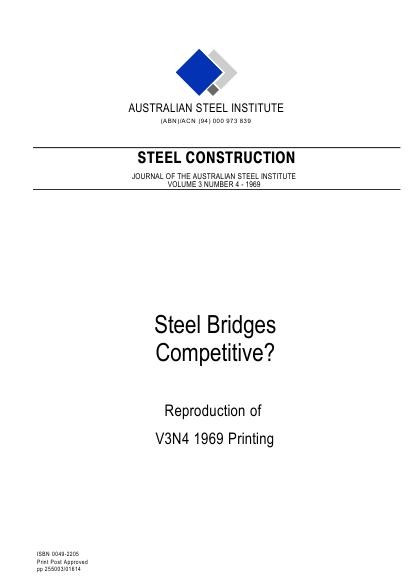 AUSTRALIAN STEEL INSTITUTE
(ABN)/ACN (94) 000 973 839
STEEL CONSTRUCTION
JOURNAL OF THE AUSTRALIAN STEEL INSTITUTE
VOLUME 3 NUMBER 4 - 1969
Steel Bridges
Competitive?
Reproduction of
V3N4 1969 Printing
ISBN 0049-2205
Print Post Approved
pp 255003/01614